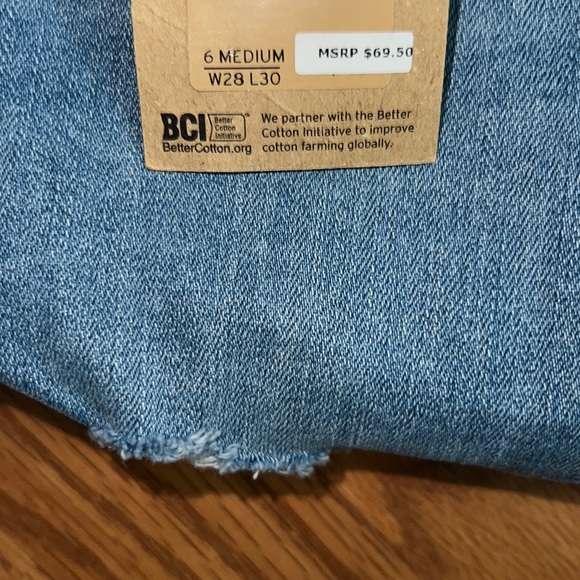 6 MEDIUM
W28 L30
MSRP $69.50
BCI Better
Cotton
Initiative
BetterCotton.org
We partner with the Better
Cotton Initiative to improve
cotton farming globally.